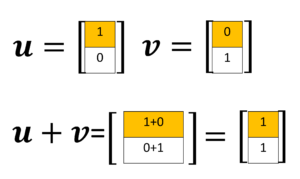 u = [1 0] v = [0 1]
u + v=[1+0 0+1] = [1 1]